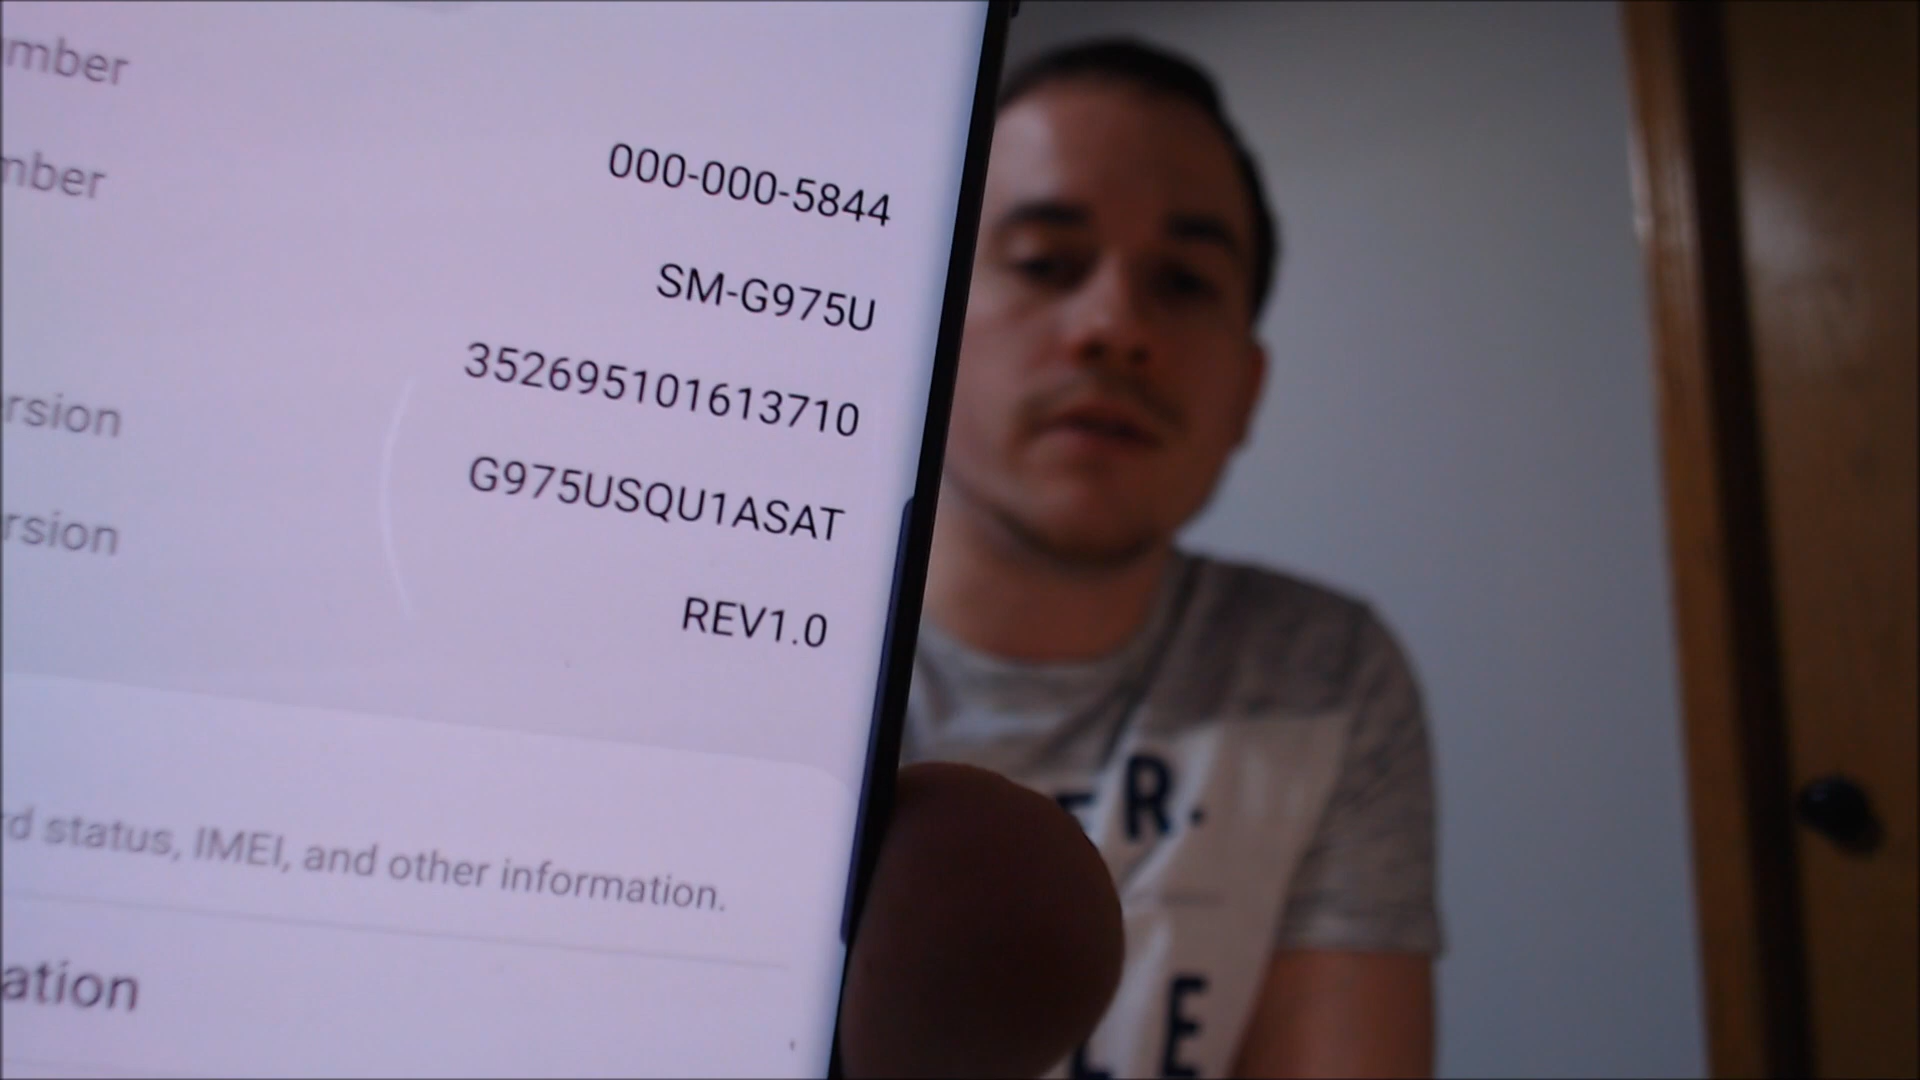 mber
000-000-5844
mber
SM-G975U
352695101613710
rsion
G975USQU1ASAT
rsion
REV1.0
d status, IMEI, and other information.
ation
R.
LE